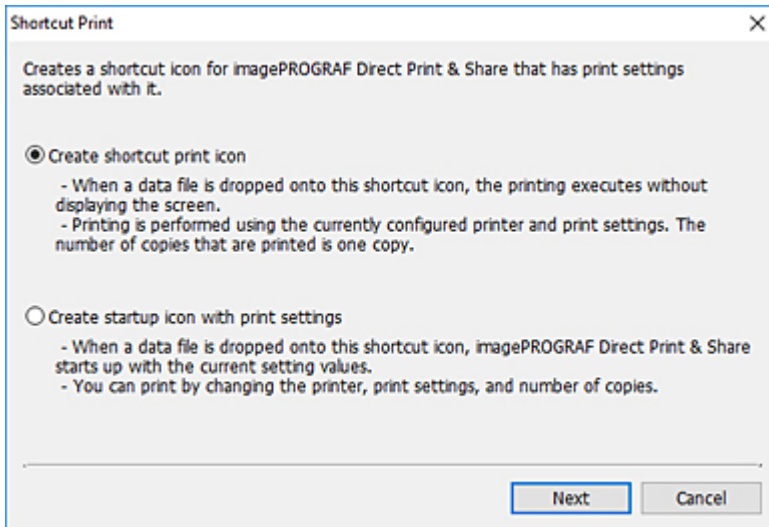 Shortcut Print
Creates a shortcut icon for imagePROGRAF Direct Print & Share that has print settings
associated with it.
Create shortcut print icon
- When a data file is dropped onto this shortcut icon, the printing executes without
displaying the screen.
- Printing is performed using the currently configured printer and print settings. The
number of copies that are printed is one copy.
Create startup icon with print settings
- When a data file is dropped onto this shortcut icon, imagePROGRAF Direct Print & Share
starts up with the current setting values.
- You can print by changing the printer, print settings, and number of copies.
Next Cancel